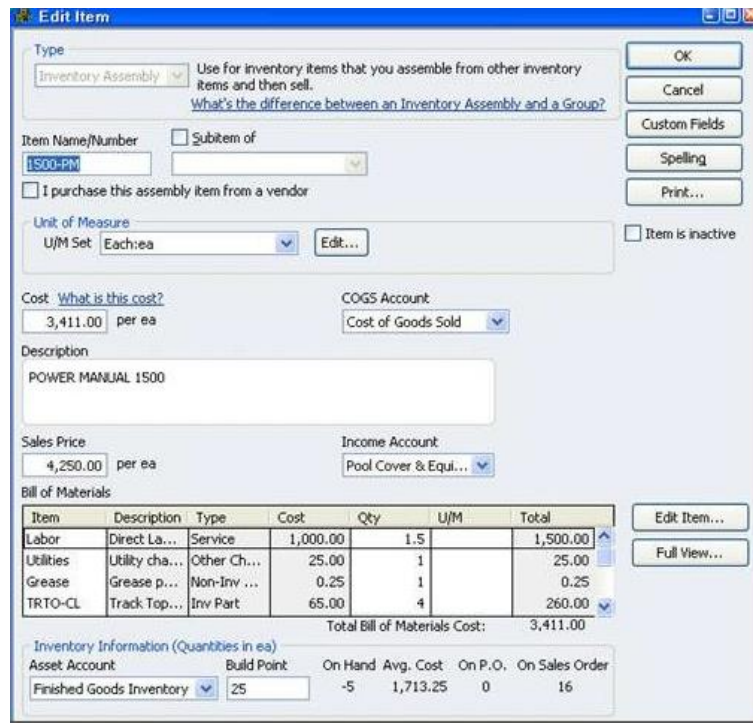 Edit Item
Type
Inventory Assembly
Use for inventory items that you assemble from other inventory
items and then sell.
What's the difference between an Inventory Assembly and a Group?
OK
Cancel
Custom Fields
Spelling
Print...
Item is inactive
Item Name/Number
Subitem of
1500-PM
I purchase this assembly item from a vendor
Unit of Measure
U/M Set Each:ea Edit...
Cost What is this cost? COGS Account
3,411.00 per ea Cost of Goods Sold
Description
POWER MANUAL 1500
Sales Price Income Account
4,250.00 per ea Pool Cover & Equi...
Bill of Materials
Item Description Type Cost Qty U/M Total
Labor Direct La... Service 1,000.00 1.5 1,500.00
Utilities Utility cha... Other Ch... 25.00 1 25.00
Grease Grease p... Non-Inv ... 0.25 1 0.25
TRTO-CL Track Top... Inv Part 65.00 4 260.00
Total Bill of Materials Cost: 3,411.00
Edit Item...
Full View...
Inventory Information (Quantities in ea)
Asset Account Build Point On Hand Avg. Cost On P.O. On Sales Order
Finished Goods Inventory 25 -5 1,713.25 0 16